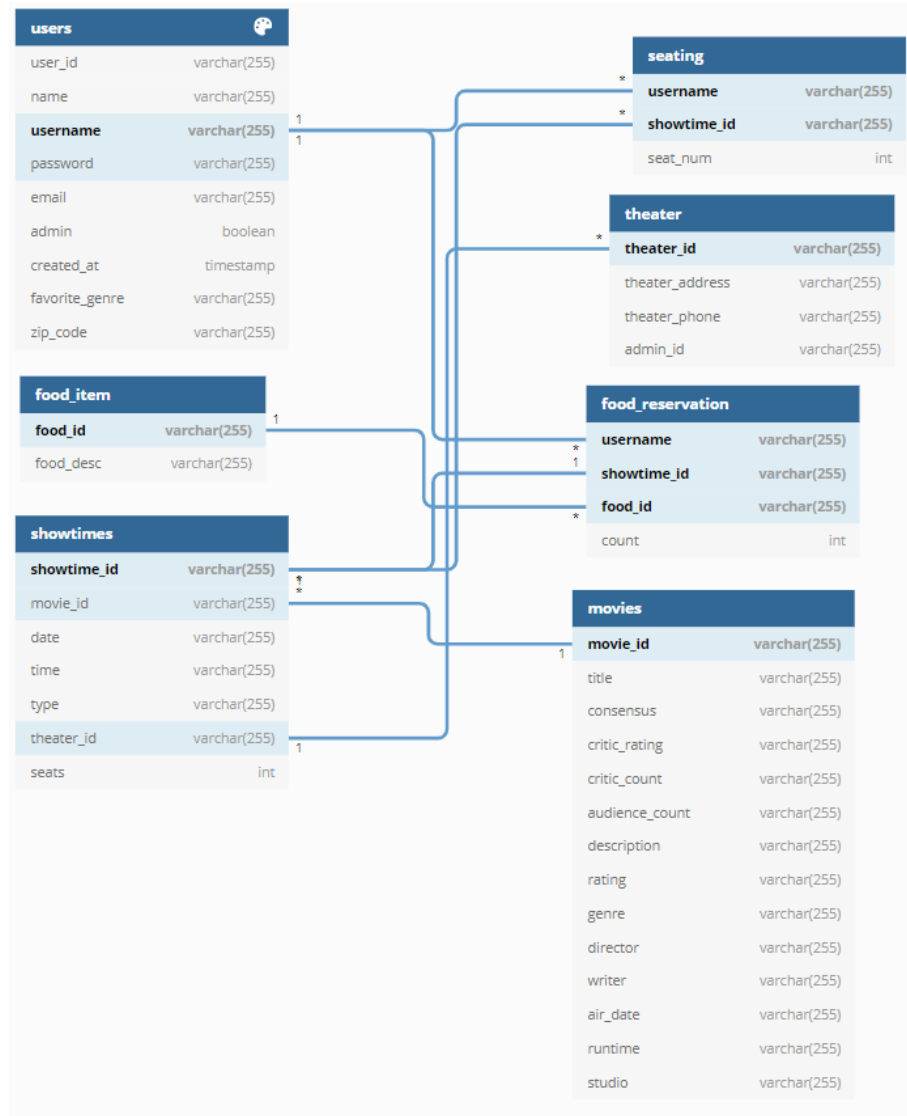 users
user_id varchar(255)
name varchar(255)
username varchar(255)
password varchar(255)
email varchar(255)
admin boolean
created_at timestamp
favorite_genre varchar(255)
zip_code varchar(255)
1
1
seating
* username varchar(255)
* showtime_id varchar(255)
seat_num int
theater
* theater_id varchar(255)
theater_address varchar(255)
theater_phone varchar(255)
admin_id varchar(255)
food_item
food_id varchar(255) 1
food_desc varchar(255)
food_reservation
* username varchar(255)
1 showtime_id varchar(255)
* food_id varchar(255)
count int
showtimes
showtime_id varchar(255)
movie_id varchar(255) *
date varchar(255)
time varchar(255)
type varchar(255)
theater_id varchar(255) 1
seats int
movies
1 movie_id varchar(255)
title varchar(255)
consensus varchar(255)
critic_rating varchar(255)
critic_count varchar(255)
audience_count varchar(255)
description varchar(255)
rating varchar(255)
genre varchar(255)
director varchar(255)
writer varchar(255)
air_date varchar(255)
runtime varchar(255)
studio varchar(255)